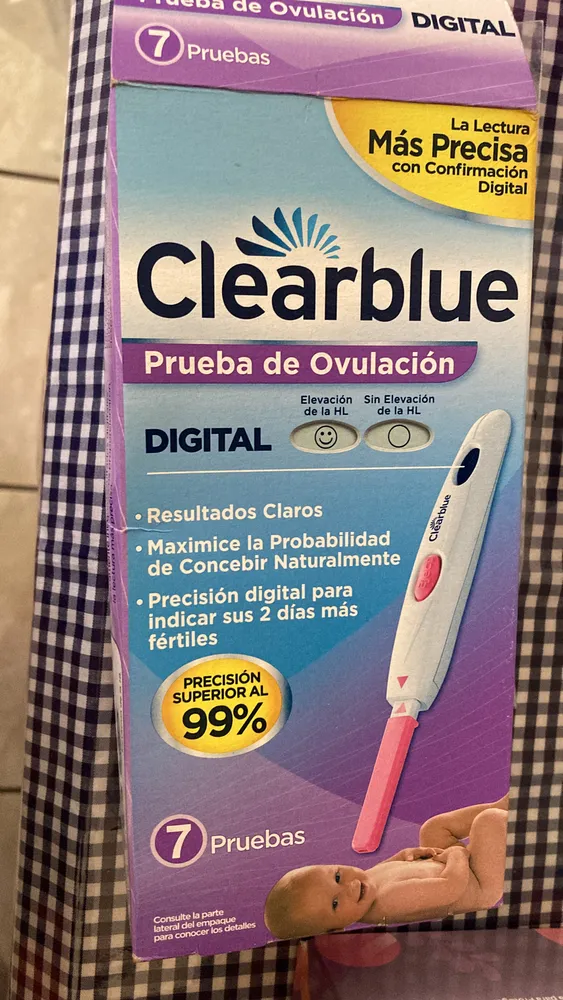 Prueba de Ovulación DIGITAL
7 Pruebas
La Lectura
Más Precisa
con Confirmación
Digital
Clearblue
Prueba de Ovulación
Elevación
de la HL
Sin Elevación
de la HL
DIGITAL
Clearblue
• Resultados Claros
• Maximice la Probabilidad
de Concebir Naturalmente
• Precisión digital para
indicar sus 2 días más
fértiles
PRECISIÓN
SUPERIOR AL
99%
7 Pruebas
Consulte la parte
lateral del empaque
para conocer los detalles